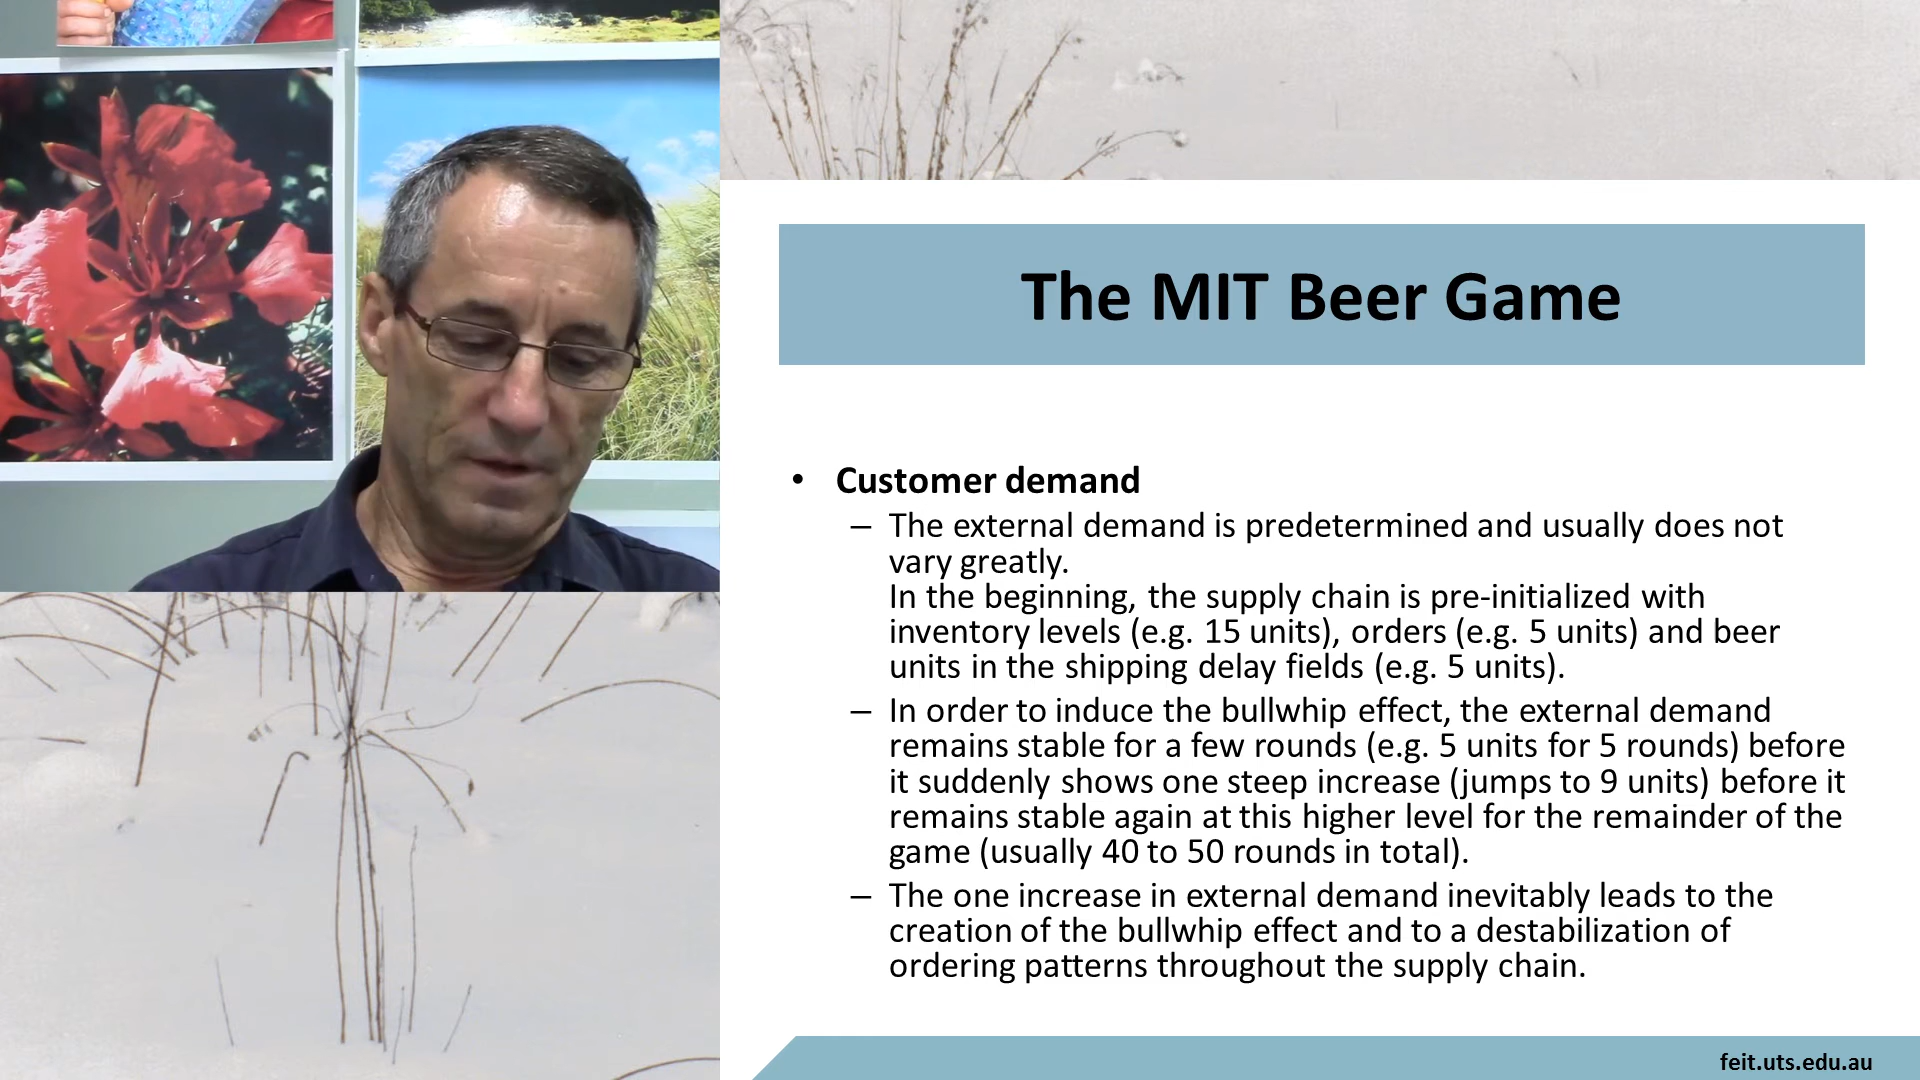 The MIT Beer Game
• Customer demand
– The external demand is predetermined and usually does not
vary greatly.
In the beginning, the supply chain is pre-initialized with
inventory levels (e.g. 15 units), orders (e.g. 5 units) and beer
units in the shipping delay fields (e.g. 5 units).
– In order to induce the bullwhip effect, the external demand
remains stable for a few rounds (e.g. 5 units for 5 rounds) before
it suddenly shows one steep increase (jumps to 9 units) before it
remains stable again at this higher level for the remainder of the
game (usually 40 to 50 rounds in total).
– The one increase in external demand inevitably leads to the
creation of the bullwhip effect and to a destabilization of
ordering patterns throughout the supply chain.
feit.uts.edu.au